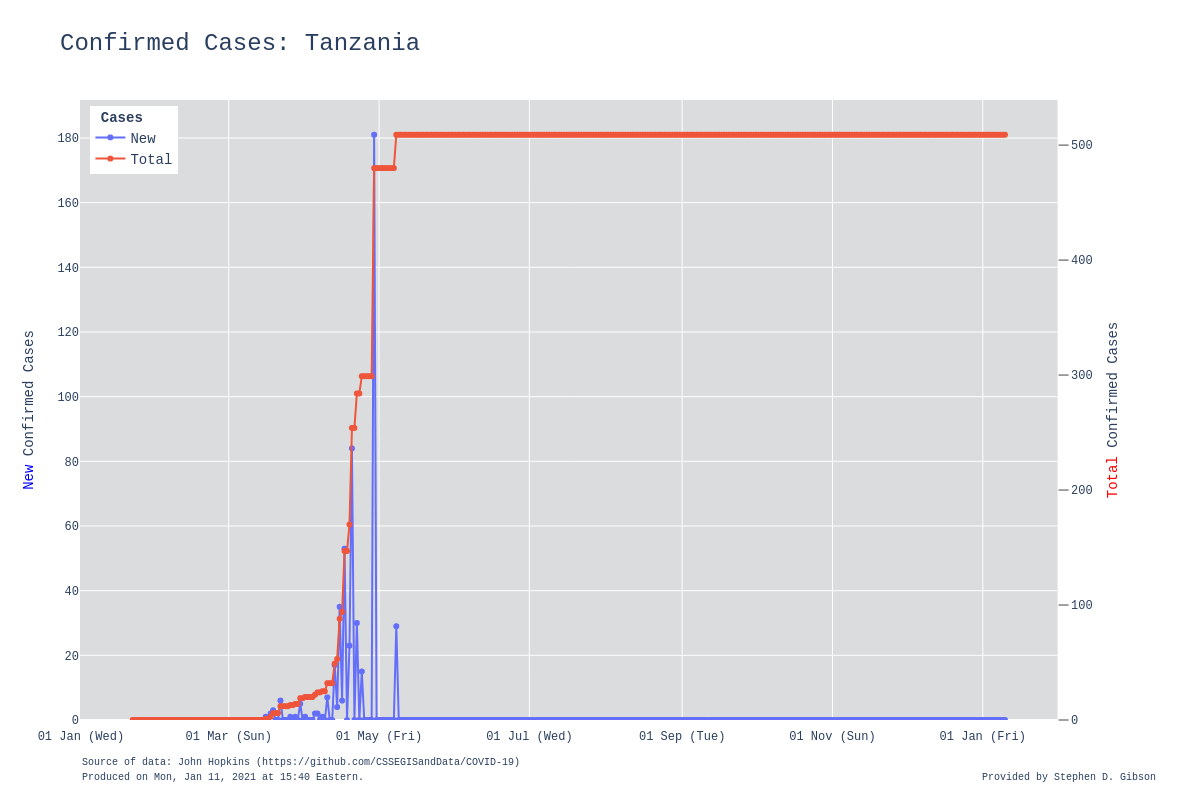 Confirmed Cases: Tanzania
Cases
New
Total
180
160
140
120
100
80
60
40
20
0
New Confirmed Cases
500
400
300
200
100
0
Total Confirmed Cases
01 Jan (Wed) 01 Mar (Sun) 01 May (Fri) 01 Jul (Wed) 01 Sep (Tue) 01 Nov (Sun) 01 Jan (Fri)
Source of data: John Hopkins (https://github.com/CSSEGISandData/COVID-19)
Produced on Mon, Jan 11, 2021 at 15:40 Eastern.
Provided by Stephen D. Gibson